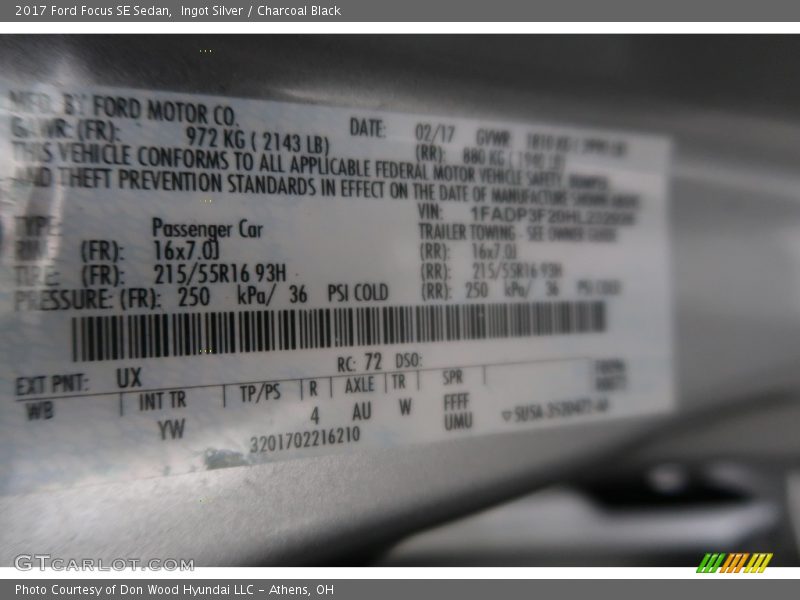 2017 Ford Focus SE Sedan,  Ingot Silver / Charcoal Black
MFD. BY FORD MOTOR CO.
DATE: 02/17 GVWR
GAWR: (FR): 972 KG ( 2143 LB) (RR): 880 KG
THIS VEHICLE CONFORMS TO ALL APPLICABLE FEDERAL MOTOR VEHICLE SAFETY,
AND THEFT PREVENTION STANDARDS IN EFFECT ON THE DATE OF MANUFACTURE SHOWN ABOVE
VIN:
TYPE: Passenger Car TRAILER TOWING - SEE OWNER GUIDE
RIM: (FR): 16x7.0J (RR): 16x7.0J
TIRE: (FR): 215/55R16 93H (RR): 215/55R16 93H
PRESSURE: (FR): 250 kPa/ 36 PSI COLD (RR): 250 kPa/ 36 PSI COLD
RC: 72 DSO:
EXT PNT: UX
WB INT TR TP/PS R AXLE TR SPR
YW 4 AU W FFFF
UMU
3201702216210
GTCARLOT.COM
Photo Courtesy of Don Wood Hyundai LLC - Athens, OH